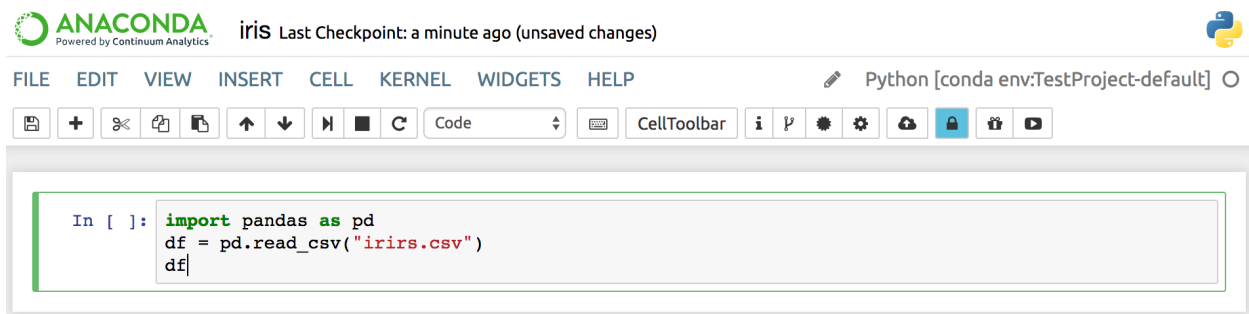 ANACONDA
Powered by Continuum Analytics
iris Last Checkpoint: a minute ago (unsaved changes)
FILE EDIT VIEW INSERT CELL KERNEL WIDGETS HELP Python [conda env:TestProject-default]
Code CellToolbar
In [ ]: import pandas as pd
df = pd.read_csv("irirs.csv")
df